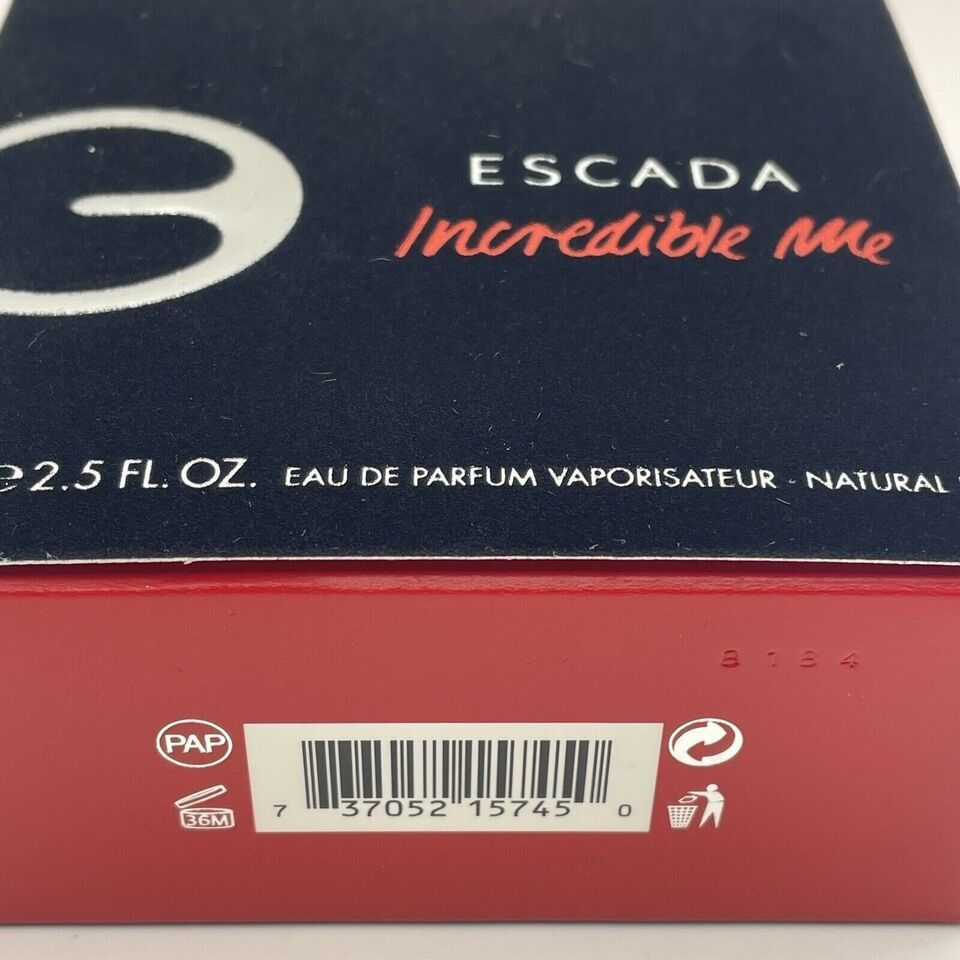 ESCADA
Incredible Me
e 2.5 FL. OZ. EAU DE PARFUM VAPORISATEUR - NATURAL
8184
PAP
36M
7 37052 15745 0